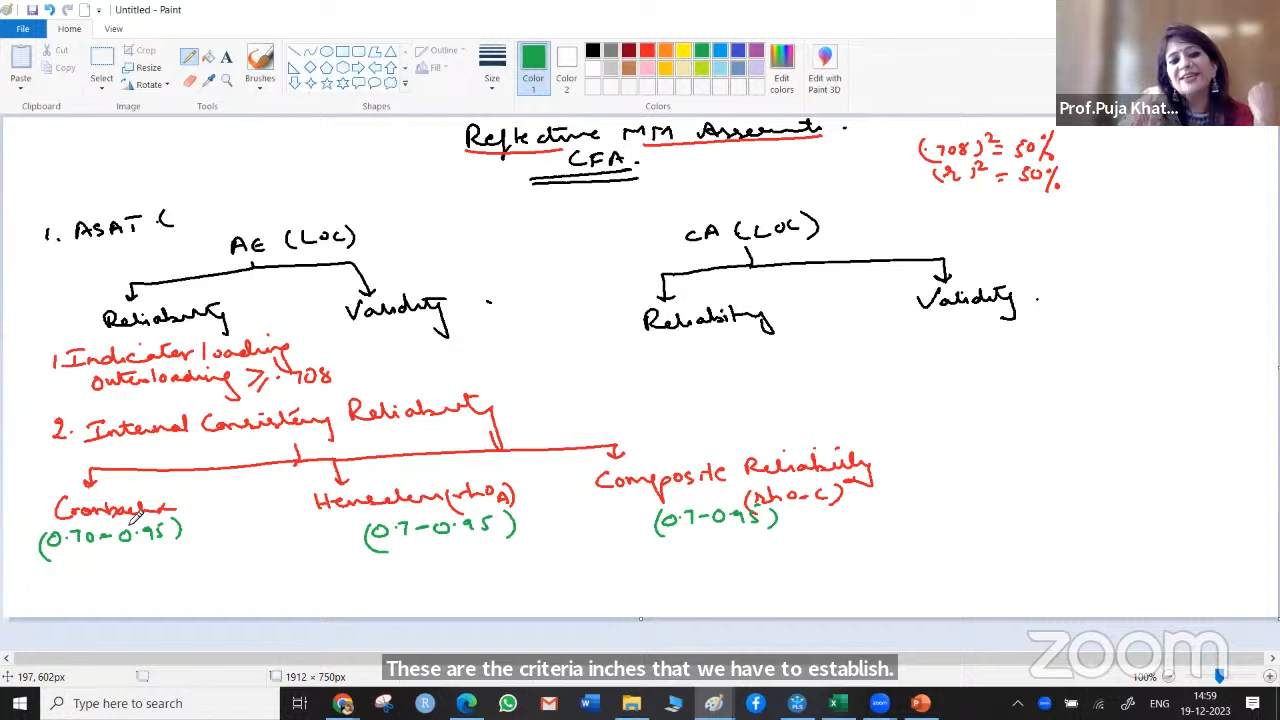 Untitled - Paint
File
Home
View
Paste
Cut
Copy
Clipboard
Select
Crop
Resize
Rotate
Image
Tools
Brushes
Shapes
Outline
Fill
Size
Color 1
Color 2
Edit colors
Edit with Paint 3D
Colors
Prof.Puja Khat...
Reflective MM Assessment.
CFA.
(.708)² = 50%
(r)² = 50%
1. ASAT (
AE (LOC)
CA (LOC)
Reliability
Validity
Reliability
Validity
1. Indicator loading
outer loading ≥ .708
2. Internal Consistency Reliability
Cronbach α
Henseler (rho A)
Composite Reliability
(rho-c)
(0.70-0.95)
(0.7-0.95)
(0.7-0.95)
zoom
These are the criteria inches that we have to establish.
197, 602px
1912 × 750px
100%
Type here to search
ENG
14:59
19-12-2023